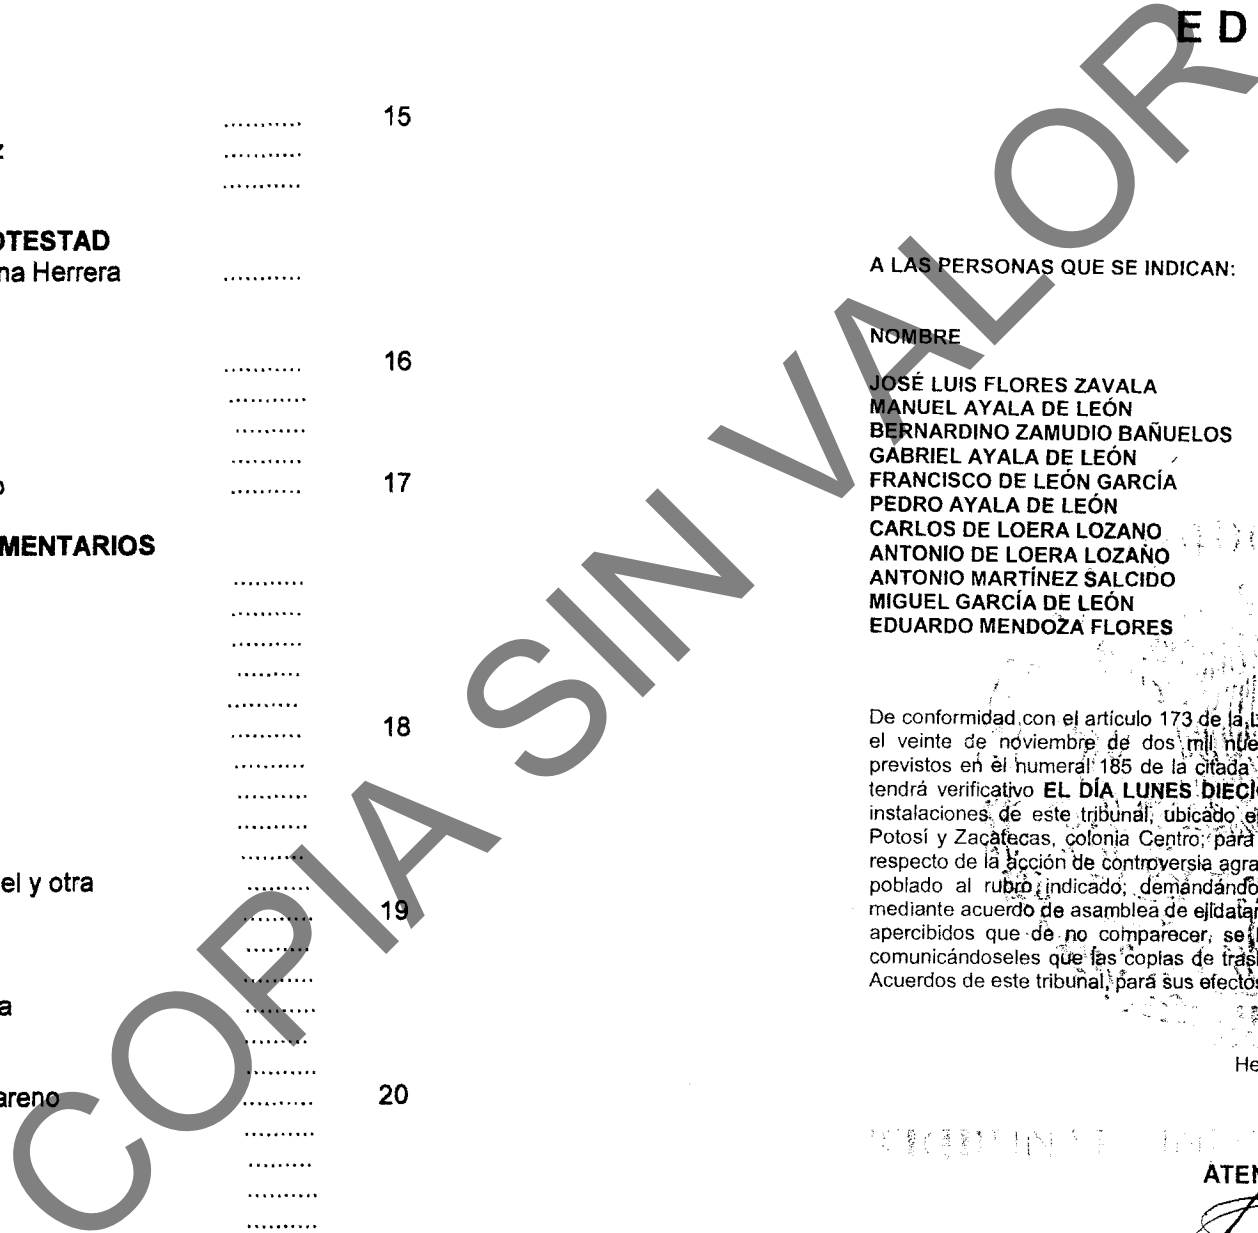 15
z
OTESTAD
na Herrera
16
o
17
MENTARIOS
18
el y otra
19
a
areno
20
E D
A LAS PERSONAS QUE SE INDICAN:
NOMBRE
JOSÉ LUIS FLORES ZAVALA
MANUEL AYALA DE LEÓN
BERNARDINO ZAMUDIO BAÑUELOS
GABRIEL AYALA DE LEÓN
FRANCISCO DE LEÓN GARCÍA
PEDRO AYALA DE LEÓN
CARLOS DE LOERA LOZANO
ANTONIO DE LOERA LOZANO
ANTONIO MARTÍNEZ SALCIDO
MIGUEL GARCÍA DE LEÓN
EDUARDO MENDOZA FLORES
De conformidad con el artículo 173 de la L
el veinte de noviembre de dos mil nue
previstos en el numeral 185 de la citada
tendrá verificativo EL DÍA LUNES DIECI
instalaciones de este tribunal, ubicado e
Potosí y Zacatecas, colonia Centro; para
respecto de la acción de controversia agra
poblado al rubro indicado; demandándo
mediante acuerdo de asamblea de ejidatar
apercibidos que de no comparecer, se
comunicándoseles que las copias de trasl
Acuerdos de este tribunal, para sus efectos
He
ATEN
COPIA SIN VALOR